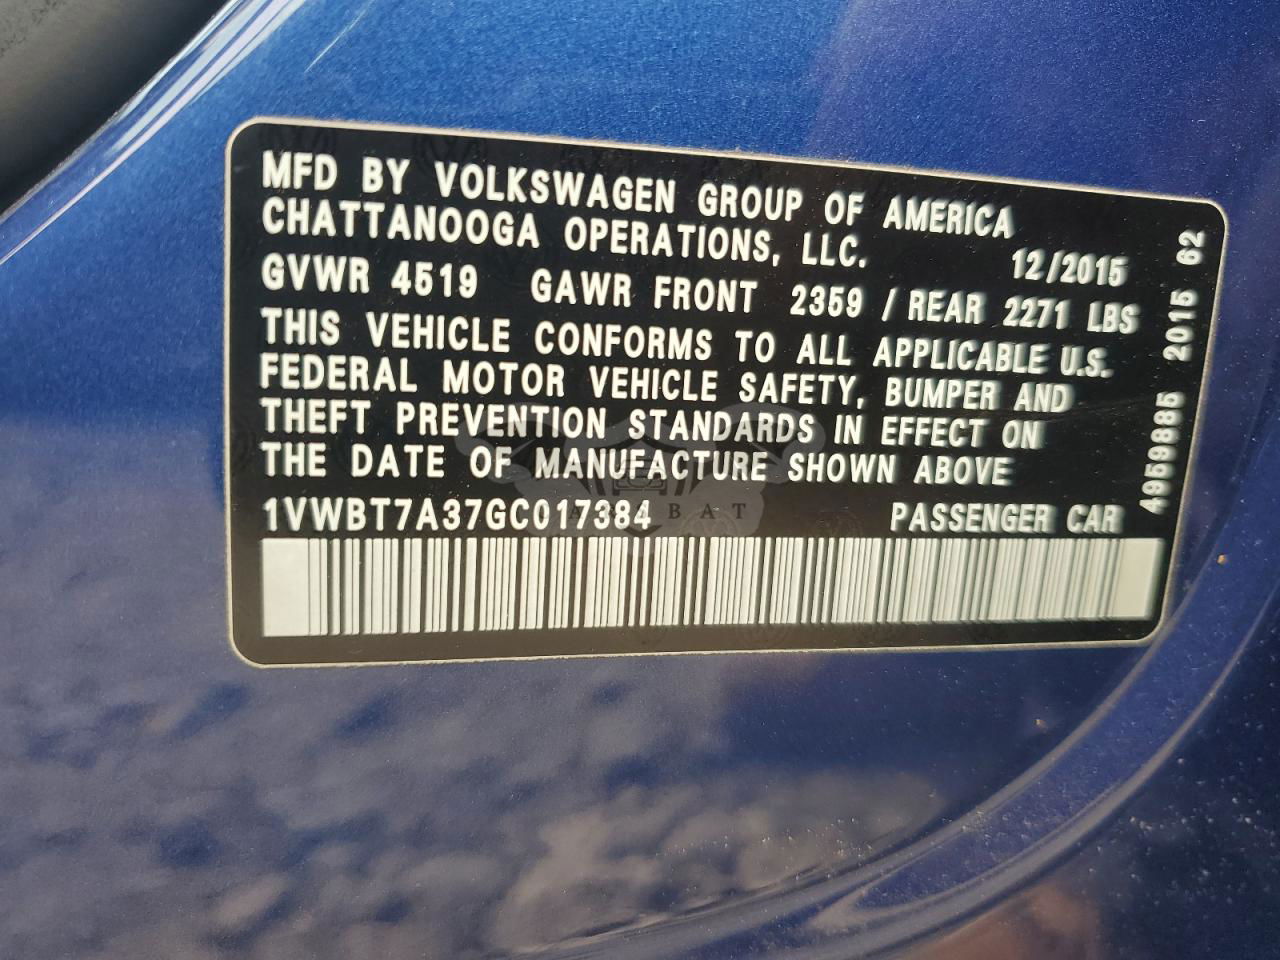 MFD BY VOLKSWAGEN GROUP OF AMERICA
CHATTANOOGA OPERATIONS, LLC. 12/2015
GVWR 4519 GAWR FRONT 2359 / REAR 2271 LBS
THIS VEHICLE CONFORMS TO ALL APPLICABLE U.S.
FEDERAL MOTOR VEHICLE SAFETY, BUMPER AND
THEFT PREVENTION STANDARDS IN EFFECT ON
THE DATE OF MANUFACTURE SHOWN ABOVE
1VWBT7A37GC017384 PASSENGER CAR
4959885 2015 62